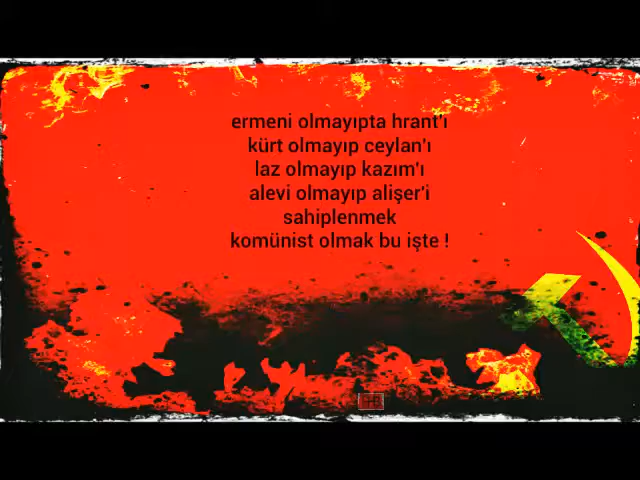 ermeni olmayıpta hrant'ı
kürt olmayıp ceylan'ı
laz olmayıp kazım'ı
alevi olmayıp alişer'i
sahiplenmek
komünist olmak bu işte !